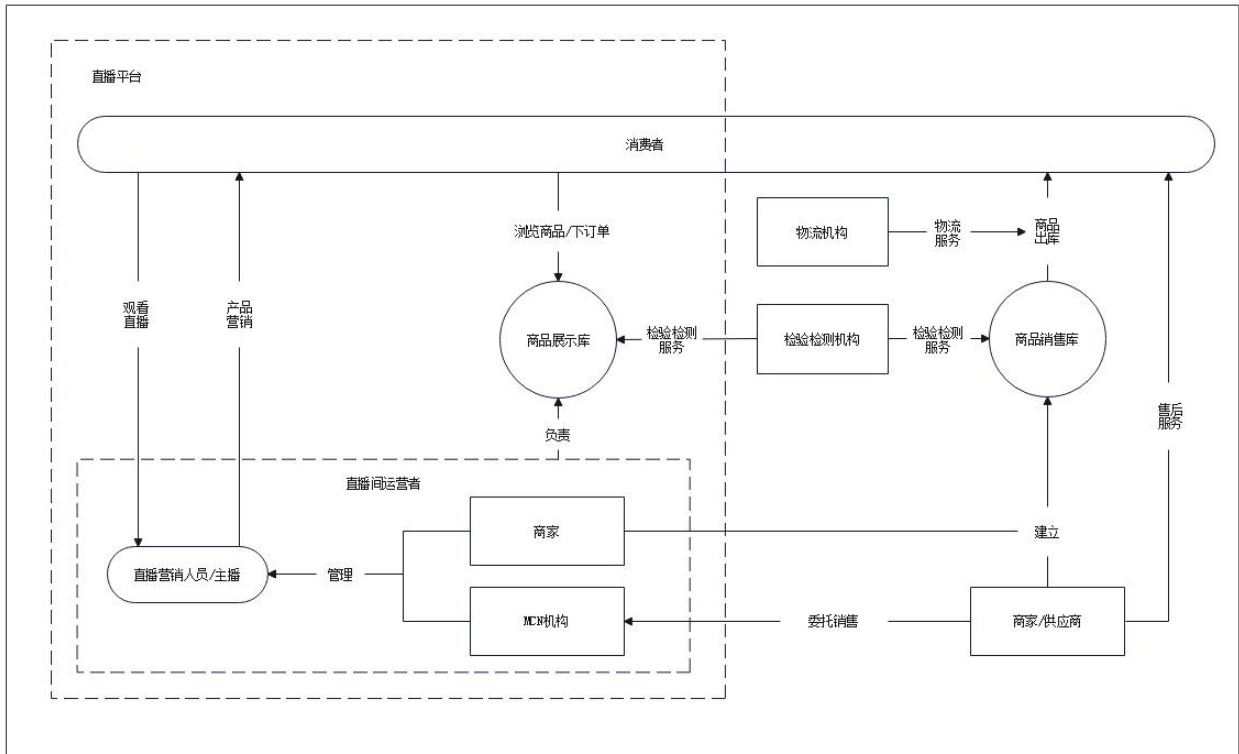 直播平台
消费者
浏览商品/下订单
物流机构
物流
服务
商品
出库
观看
直播
产品
营销
商品展示库
检验检测
服务
检验检测机构
检验检测
服务
商品销售库
售后
服务
负责
直播间运营者
商家
建立
直播营销人员/主播
管理
MCN机构
委托销售
商家/供应商